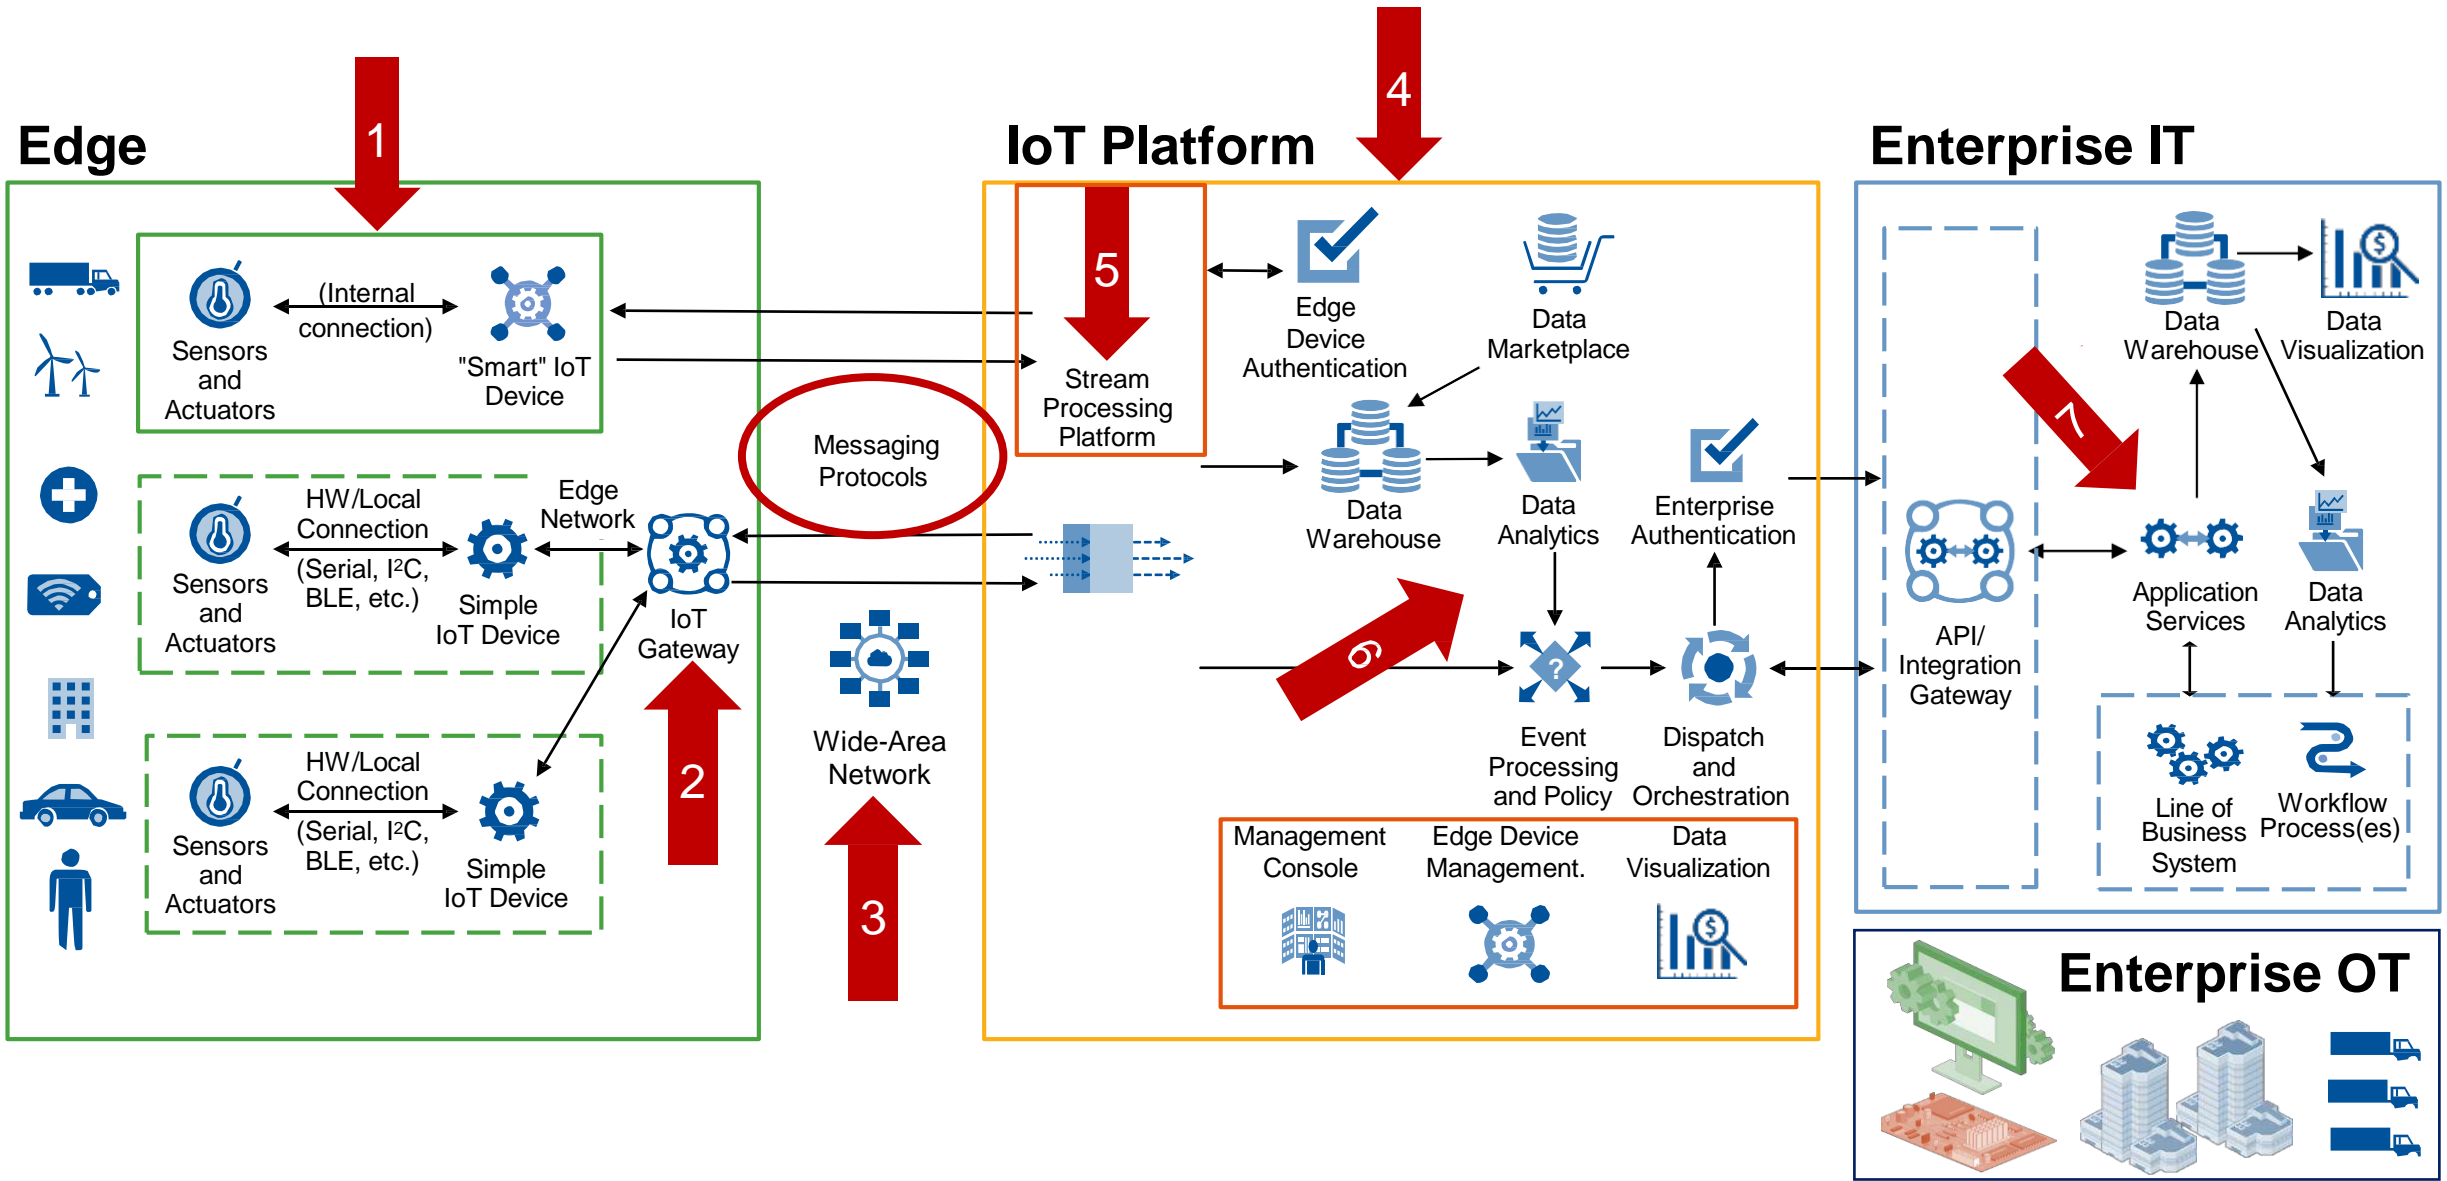 Edge
1
Sensors
and
Actuators
(Internal
connection)
"Smart" IoT
Device
HW/Local
Connection
(Serial, I²C,
BLE, etc.)
Sensors
and
Actuators
Simple
IoT Device
Edge
Network
IoT
Gateway
2
HW/Local
Connection
(Serial, I²C,
BLE, etc.)
Sensors
and
Actuators
Simple
IoT Device
Messaging
Protocols
Wide-Area
Network
3
IoT Platform
4
5
Stream
Processing
Platform
Edge
Device
Authentication
Data
Marketplace
Data
Warehouse
Data
Analytics
Enterprise
Authentication
6
?
Event
Processing
and Policy
Dispatch
and
Orchestration
Management
Console
Edge Device
Management.
Data
Visualization
$
Enterprise IT
API/
Integration
Gateway
7
Data
Warehouse
$
Data
Visualization
Application
Services
Data
Analytics
Line of
Business
System
Workflow
Process(es)
Enterprise OT